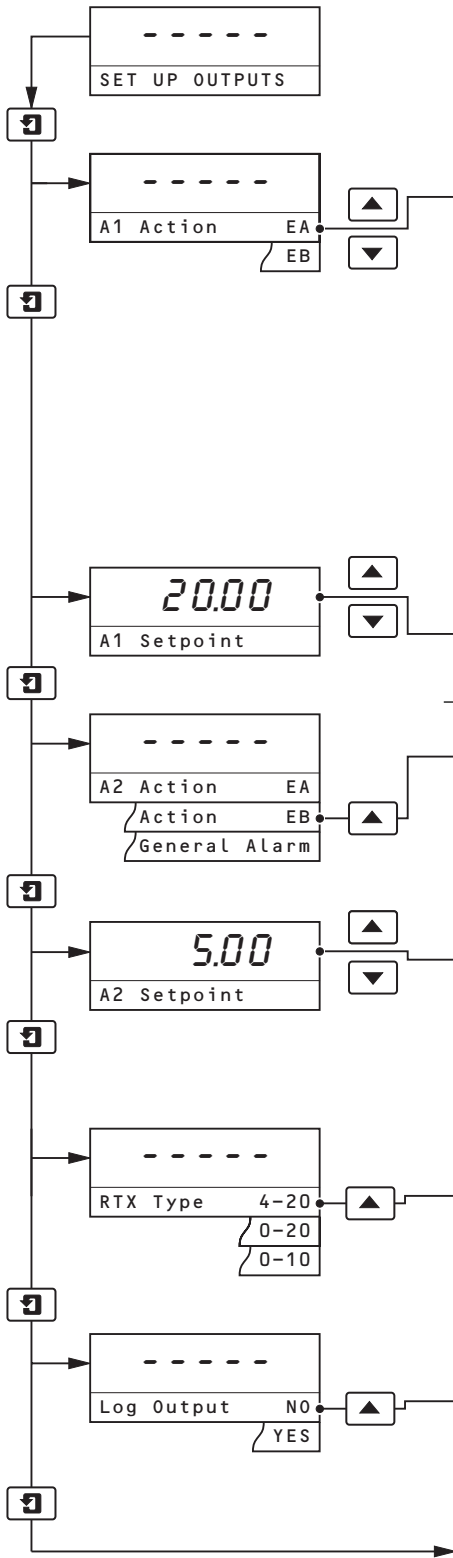 - - - - -
SET UP OUTPUTS
- - - - -
A1 Action EA
EB
20.00
A1 Setpoint
- - - - -
A2 Action EA
Action EB
General Alarm
5.00
A2 Setpoint
- - - - -
RTX Type 4-20
0-20
0-10
- - - - -
Log Output NO
YES